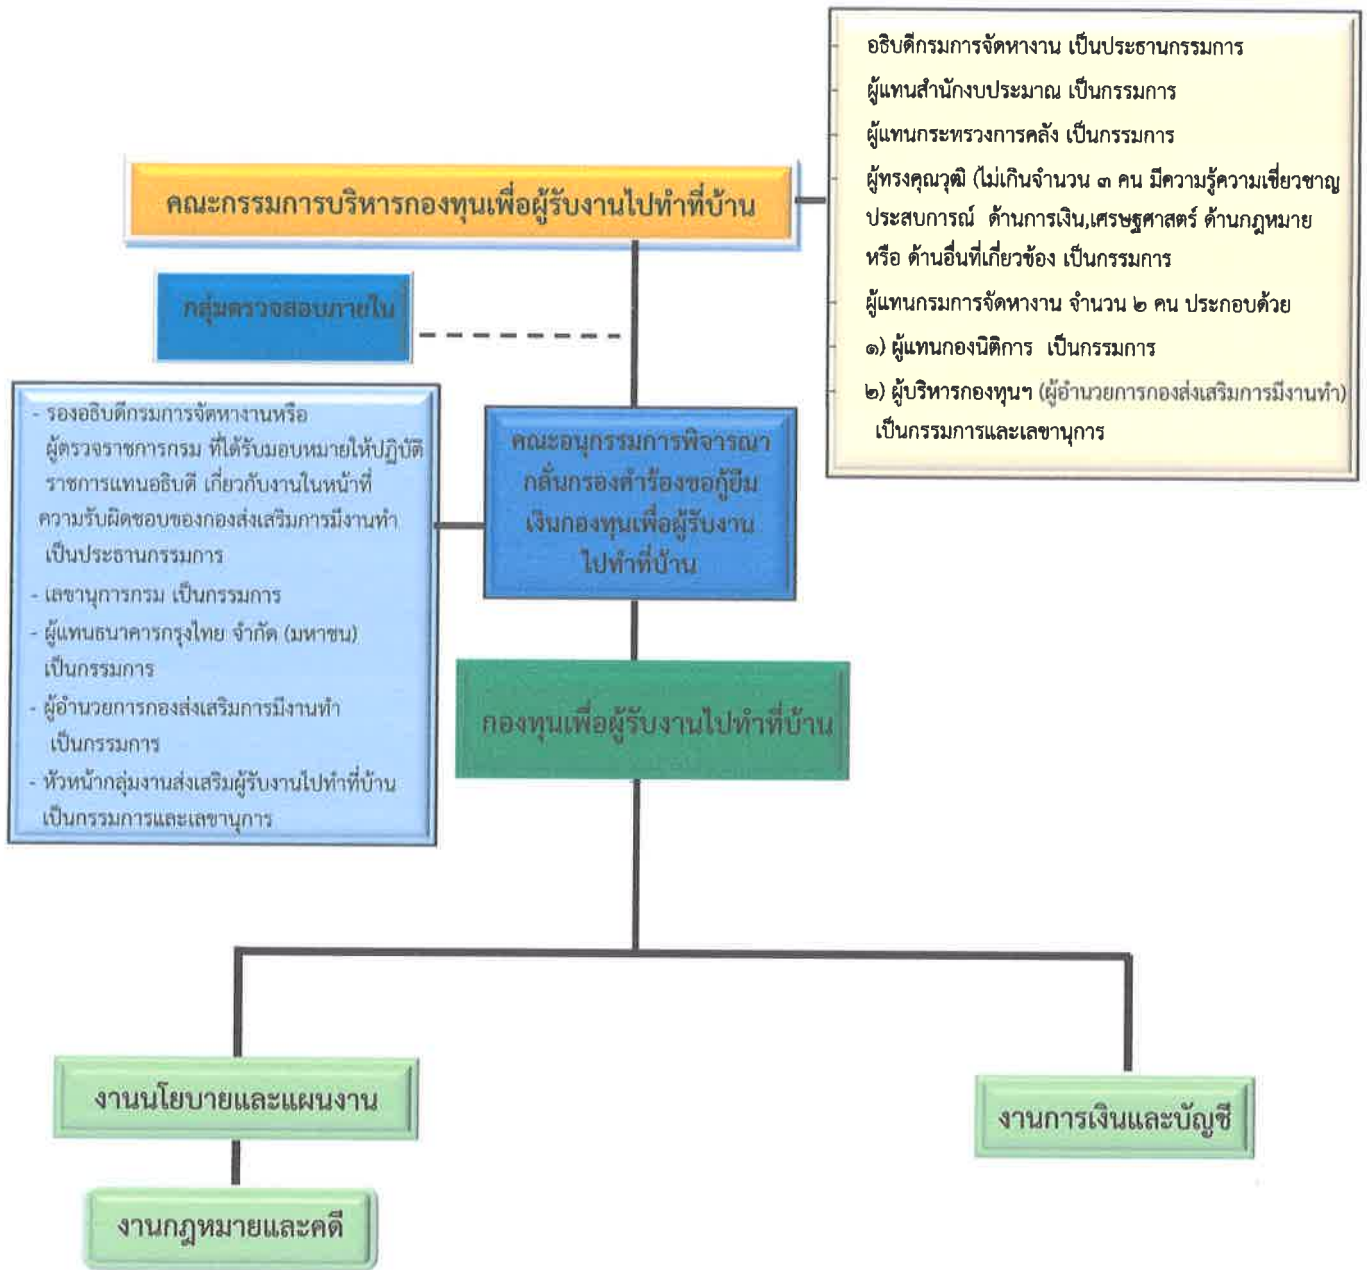 อธิบดีกรมการจัดหางาน เป็นประธานกรรมการ
ผู้แทนสำนักงบประมาณ เป็นกรรมการ
ผู้แทนกระทรวงการคลัง เป็นกรรมการ
ผู้ทรงคุณวุฒิ (ไม่เกินจำนวน ๓ คน มีความรู้ความเชี่ยวชาญ
ประสบการณ์ ด้านการเงิน,เศรษฐศาสตร์ ด้านกฎหมาย
หรือ ด้านอื่นที่เกี่ยวข้อง เป็นกรรมการ
ผู้แทนกรมการจัดหางาน จำนวน ๒ คน ประกอบด้วย
๑) ผู้แทนกองนิติการ เป็นกรรมการ
๒) ผู้บริหารกองทุนฯ (ผู้อำนวยการกองส่งเสริมการมีงานทำ)
เป็นกรรมการและเลขานุการ
คณะกรรมการบริหารกองทุนเพื่อผู้รับงานไปทำที่บ้าน
กลุ่มตรวจสอบภายใน
- รองอธิบดีกรมการจัดหางานหรือ
ผู้ตรวจราชการกรม ที่ได้รับมอบหมายให้ปฏิบัติ
ราชการแทนอธิบดี เกี่ยวกับงานในหน้าที่
ความรับผิดชอบของกองส่งเสริมการมีงานทำ
เป็นประธานกรรมการ
- เลขานุการกรม เป็นกรรมการ
- ผู้แทนธนาคารกรุงไทย จำกัด (มหาชน)
เป็นกรรมการ
- ผู้อำนวยการกองส่งเสริมการมีงานทำ
เป็นกรรมการ
- หัวหน้ากลุ่มงานส่งเสริมผู้รับงานไปทำที่บ้าน
เป็นกรรมการและเลขานุการ
คณะอนุกรรมการพิจารณา
กลั่นกรองคำร้องขอกู้ยืม
เงินกองทุนเพื่อผู้รับงาน
ไปทำที่บ้าน
กองทุนเพื่อผู้รับงานไปทำที่บ้าน
งานนโยบายและแผนงาน
งานการเงินและบัญชี
งานกฎหมายและคดี